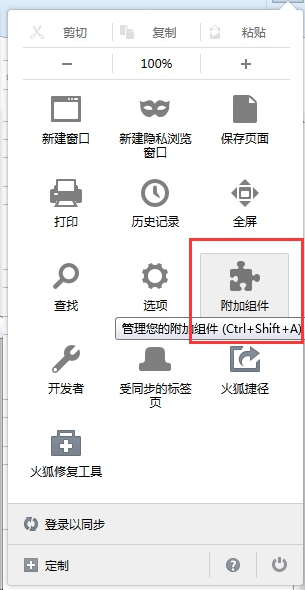 剪切 复制 粘贴
− 100% +
新建窗口 新建隐私浏览 保存页面
窗口
打印 历史记录 全屏
查找 选项 附加组件
管理您的附加组件 (Ctrl+Shift+A)
开发者 受同步的标签 火狐捷径
页
火狐修复工具
登录以同步
定制